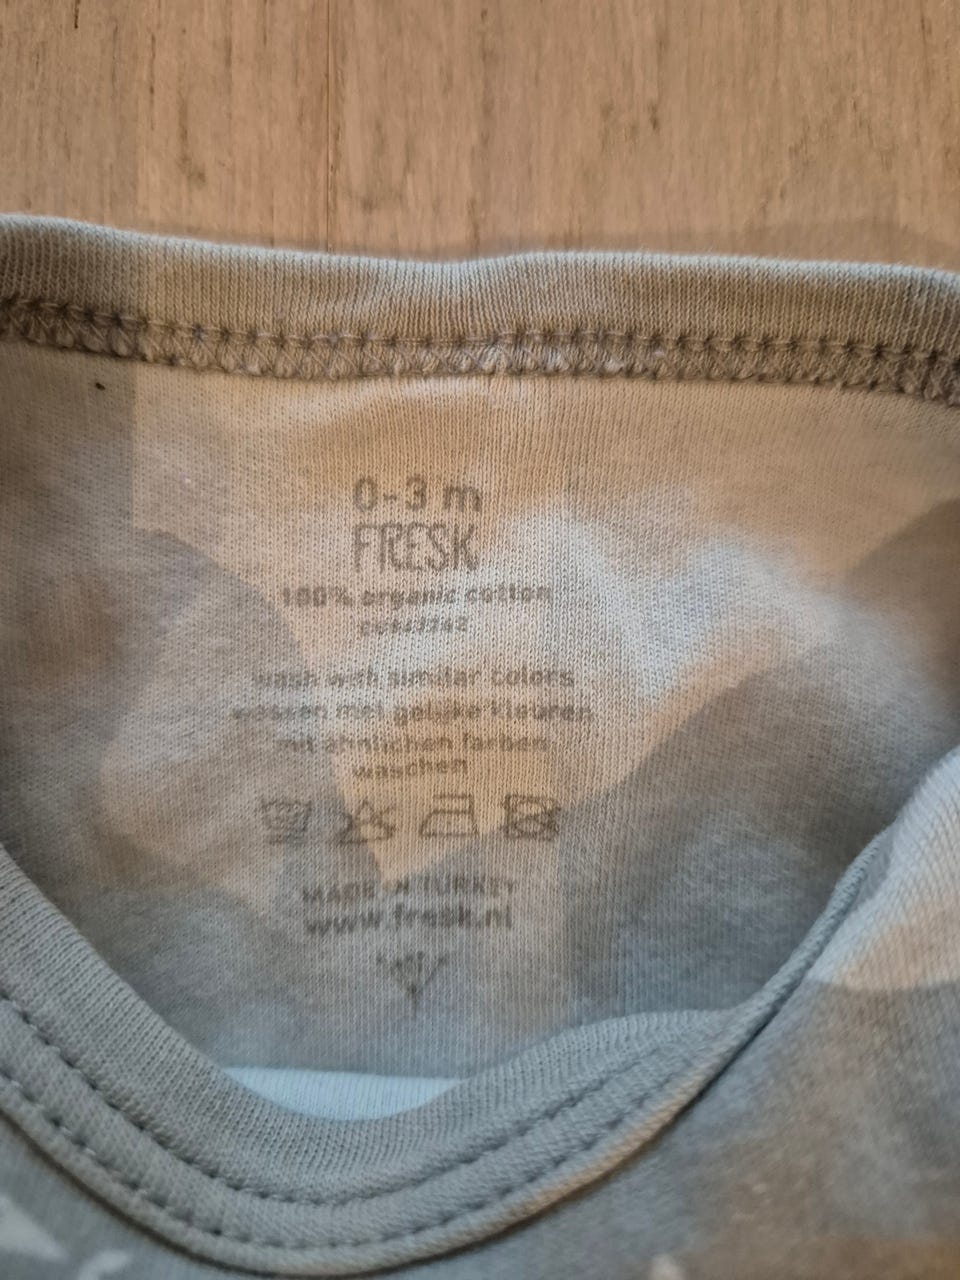 0-3 m
FRESK
100% organic cotton
wash with similar colors
wassen met gelijke kleuren
mit ähnlichen farben
waschen
MADE IN TURKEY
www.fresk.nl